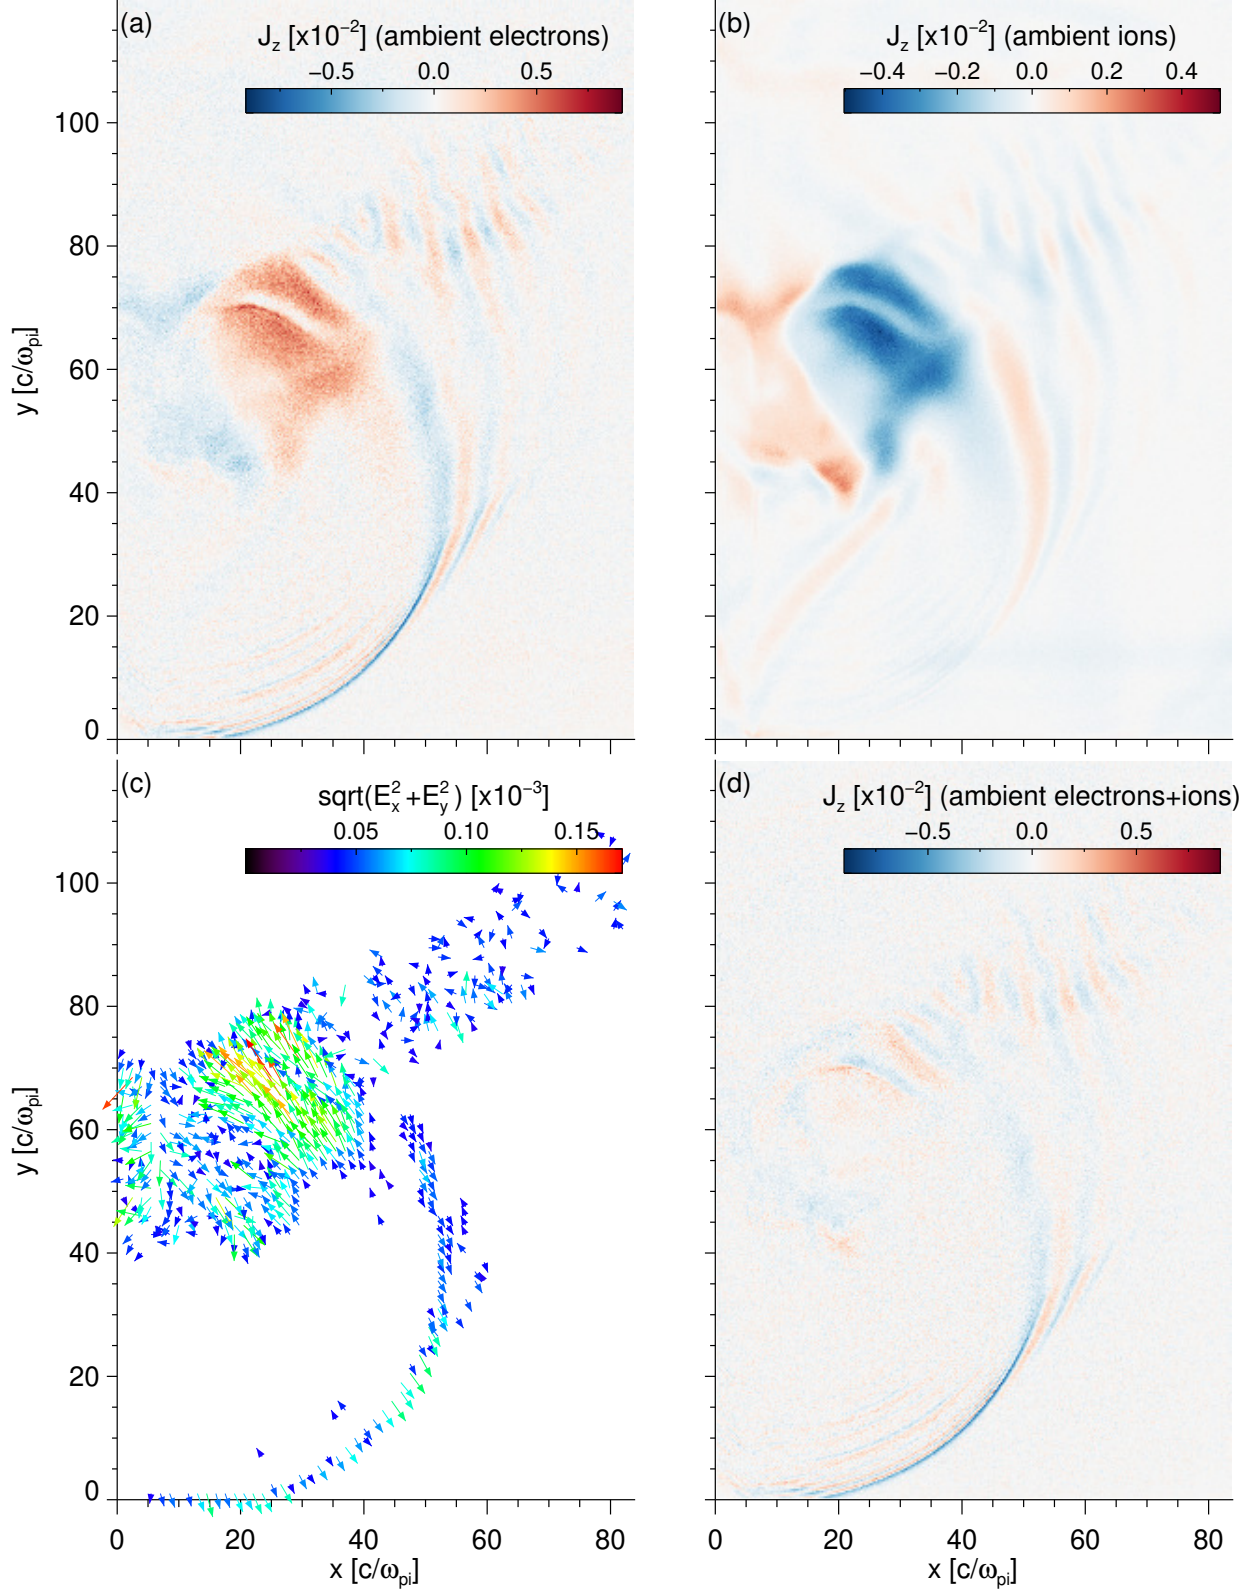 (a)
J_z [x10^−2] (ambient electrons)
−0.5 0.0 0.5
(b)
J_z [x10^−2] (ambient ions)
−0.4 −0.2 0.0 0.2 0.4
100
80
60
40
20
0
y [c/ω_pi]
(c)
sqrt(E_x^2+E_y^2) [x10^−3]
0.05 0.10 0.15
(d)
J_z [x10^−2] (ambient electrons+ions)
−0.5 0.0 0.5
100
80
60
40
20
0
y [c/ω_pi]
0 20 40 60 80
x [c/ω_pi]
0 20 40 60 80
x [c/ω_pi]